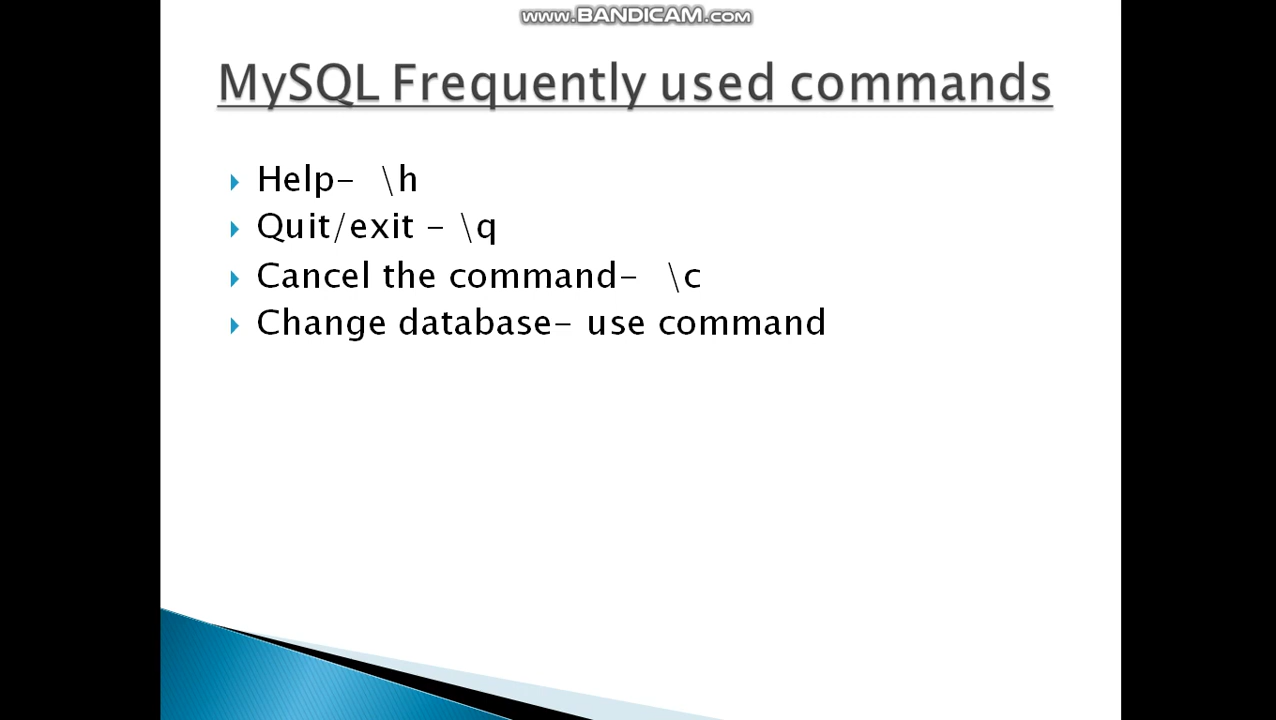 www.BANDICAM.com
MySQL Frequently used commands
Help- \h
Quit/exit - \q
Cancel the command- \c
Change database- use command